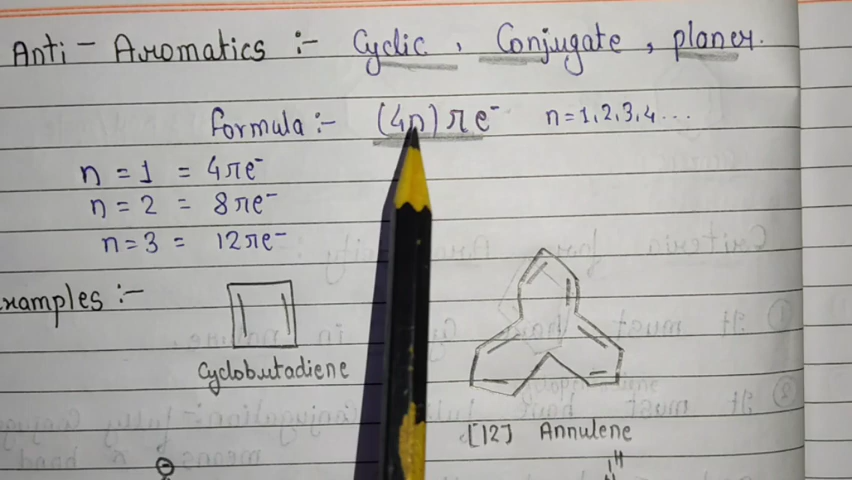 Anti-Aromatics :- Cyclic, Conjugate, planer.
formula :- (4n) π e⁻ n = 1, 2, 3, 4 ...
n = 1 = 4πe⁻
n = 2 = 8πe⁻
n = 3 = 12πe⁻
xamples :-
Cyclobutadiene
[12] Annulene
⊖
H